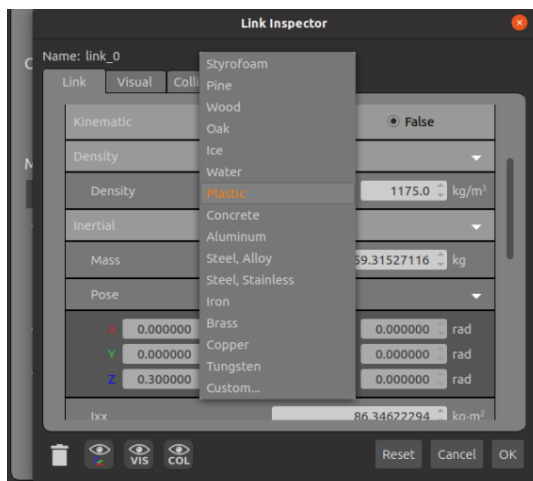 Link Inspector
Name: link_0
Link Visual Colli
Styrofoam
Pine
Wood
Oak
Ice
Water
Plastic
Concrete
Aluminum
Steel, Alloy
Steel, Stainless
Iron
Brass
Copper
Tungsten
Custom...
Kinematic False
Density
Density 1175.0 kg/m³
Inertial
Mass 59.31527116 kg
Pose
X 0.000000 0.000000 rad
Y 0.000000 0.000000 rad
Z 0.300000 0.000000 rad
Ixx 86.34622294 kg·m²
VIS COL Reset Cancel OK